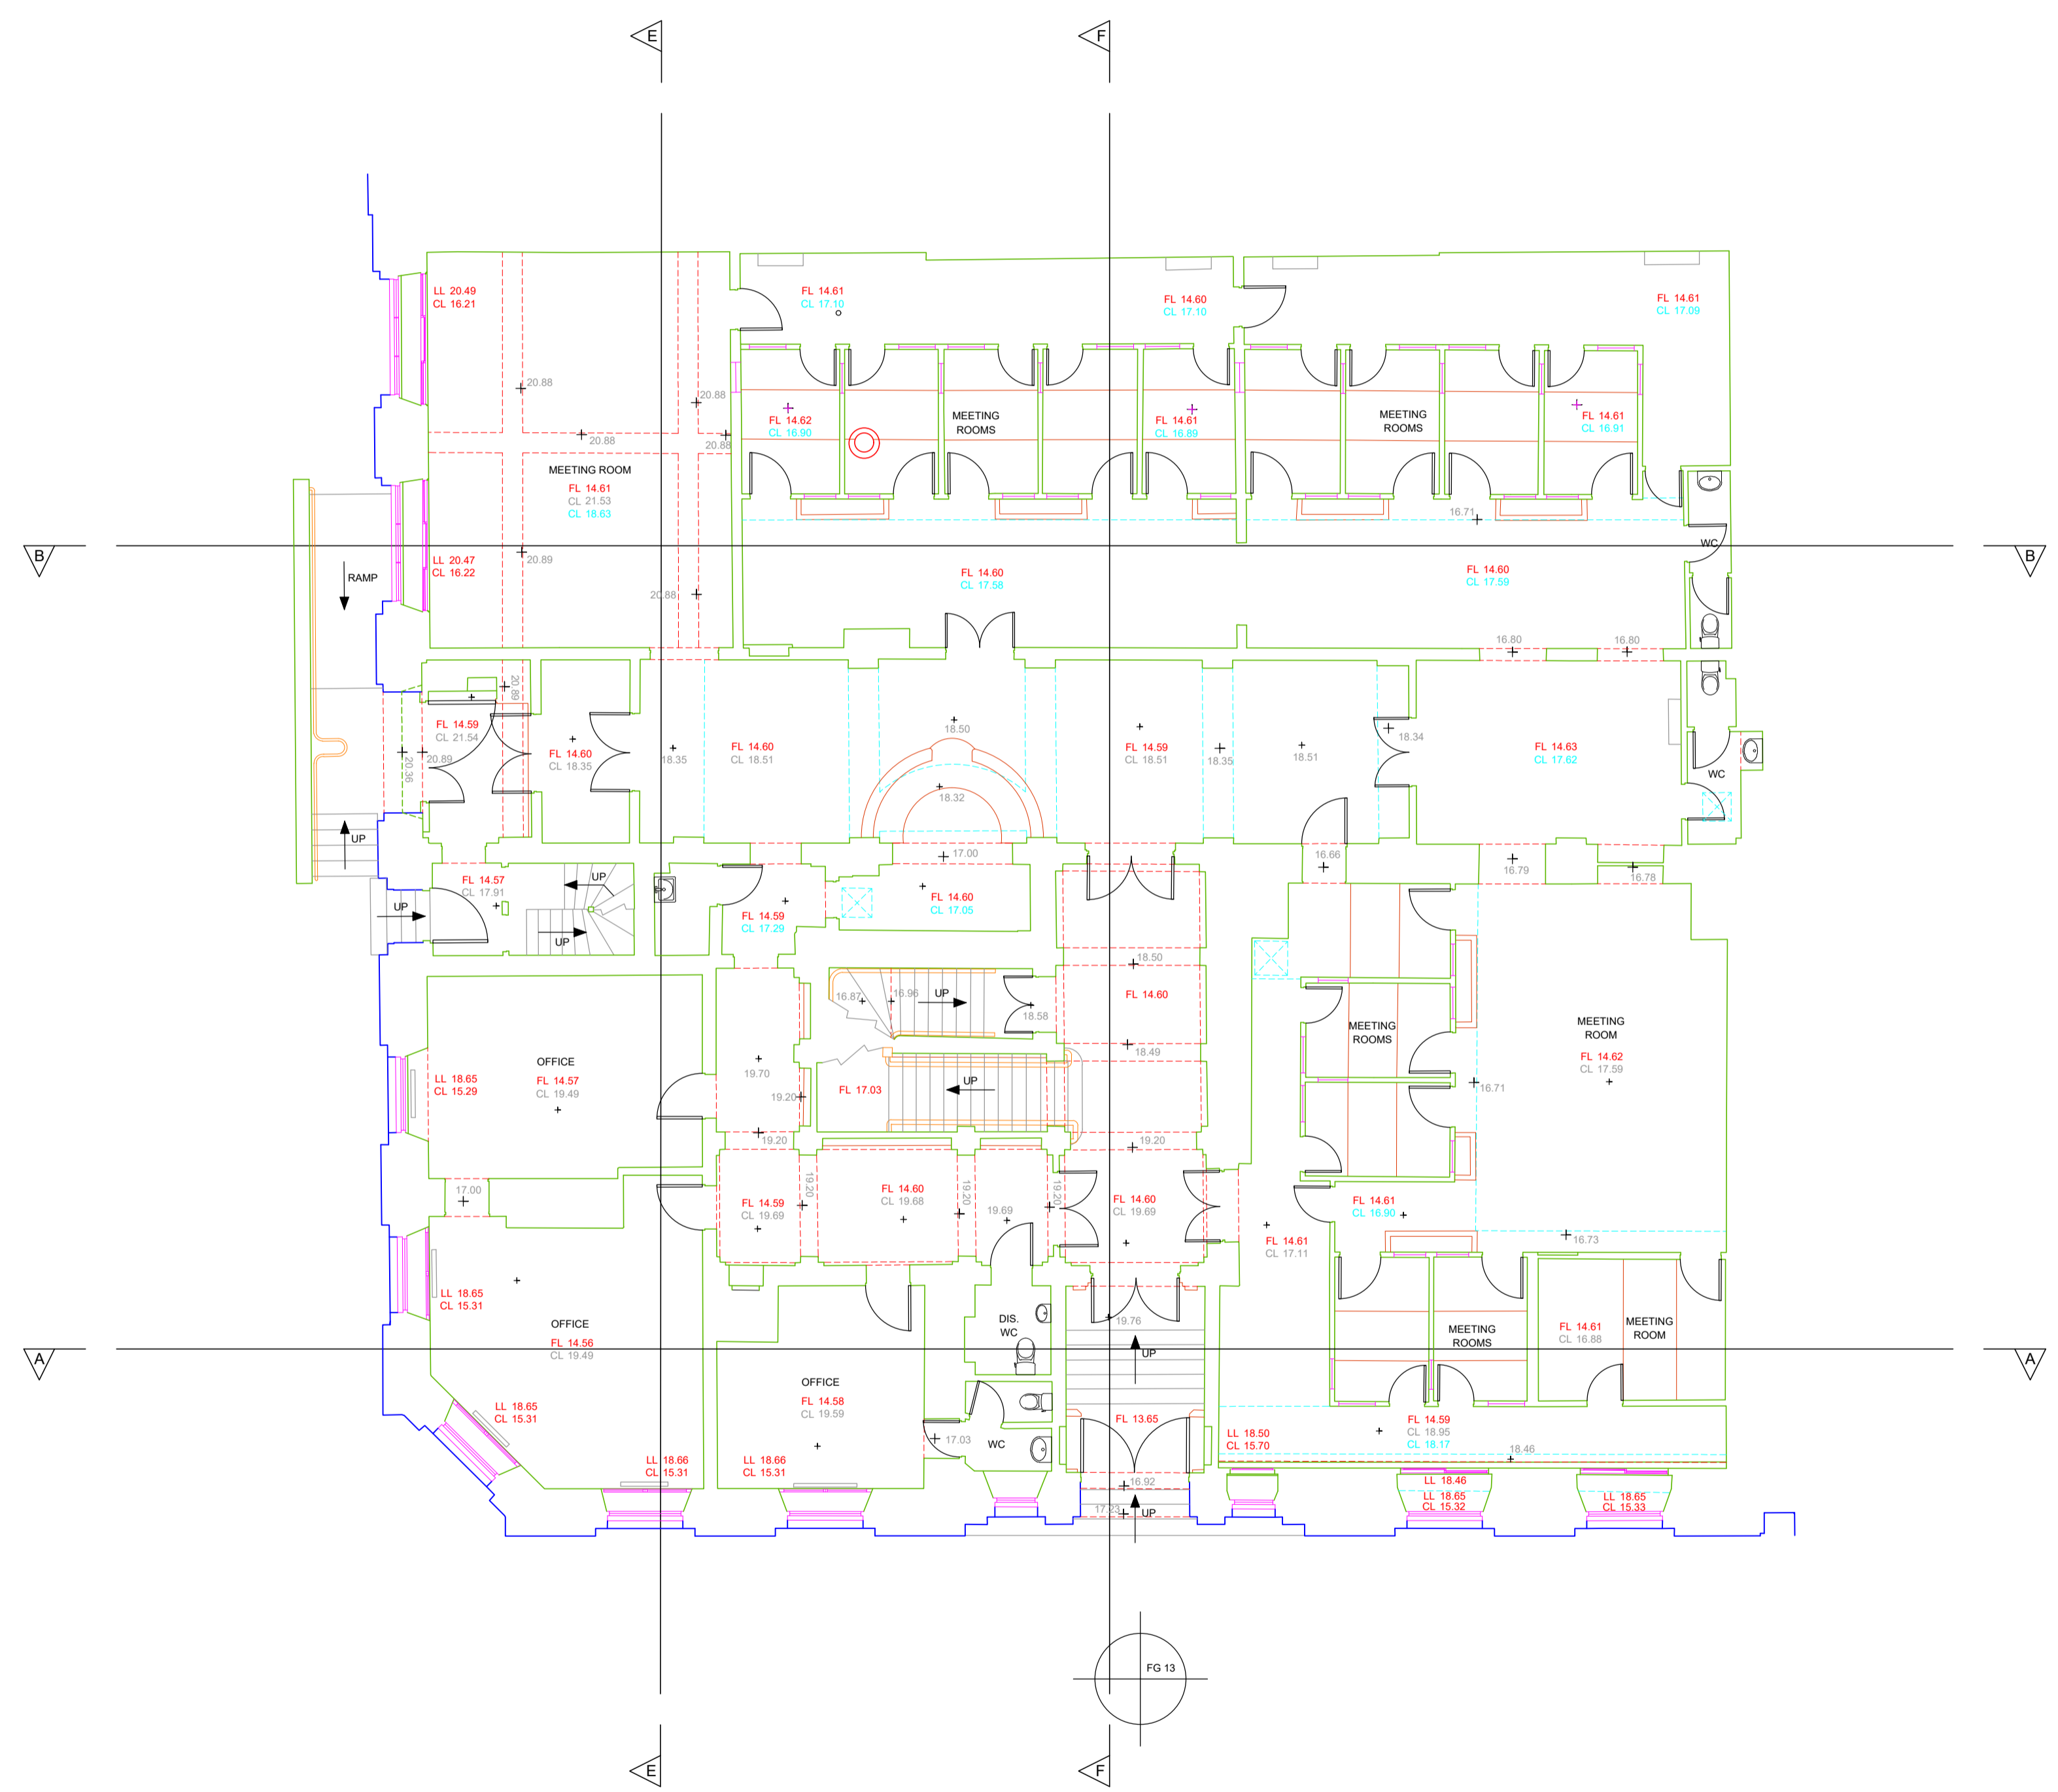 E
F
LL 20.49
CL 16.21
FL 14.61
CL 17.10
FL 14.60
CL 17.10
FL 14.61
CL 17.09
20.88
20.88
20.88
20.88
FL 14.62
CL 16.90
MEETING
ROOMS
FL 14.61
CL 16.89
MEETING
ROOMS
FL 14.61
CL 16.91
MEETING ROOM
FL 14.61
CL 21.53
CL 18.63
16.71
B
B
WC
LL 20.47
CL 16.22
20.89
RAMP
20.88
FL 14.60
CL 17.58
FL 14.60
CL 17.59
16.80
16.80
20.89
FL 14.59
CL 21.54
20.89
20.36
FL 14.60
CL 18.35
18.35
FL 14.60
CL 18.51
18.50
18.32
FL 14.59
CL 18.51
18.35
18.51
18.34
FL 14.63
CL 17.62
WC
UP
17.00
16.66
16.79
16.78
FL 14.57
CL 17.91
UP
UP
UP
FL 14.59
CL 17.29
FL 14.60
CL 17.05
18.50
16.87
16.96
UP
18.58
FL 14.60
MEETING
ROOMS
MEETING
ROOM
FL 14.62
CL 17.59
18.49
OFFICE
FL 14.57
CL 19.49
LL 18.65
CL 15.29
19.70
19.20
FL 17.03
UP
16.71
19.20
19.20
17.00
FL 14.59
CL 19.69
19.20
FL 14.60
CL 19.68
19.20
19.69
19.20
FL 14.60
CL 19.69
FL 14.61
CL 16.90
FL 14.61
CL 17.11
16.73
LL 18.65
CL 15.31
OFFICE
FL 14.56
CL 19.49
DIS.
WC
19.76
UP
MEETING
ROOMS
FL 14.61
CL 16.88
MEETING
ROOM
A
A
OFFICE
FL 14.58
CL 19.59
LL 18.65
CL 15.31
FL 13.65
FL 14.59
CL 18.95
CL 18.17
LL 18.50
CL 15.70
17.03
WC
18.46
LL 18.66
CL 15.31
LL 18.66
CL 15.31
16.92
17.23
UP
LL 18.46
LL 18.65
CL 15.32
LL 18.65
CL 15.33
FG 13
E
F